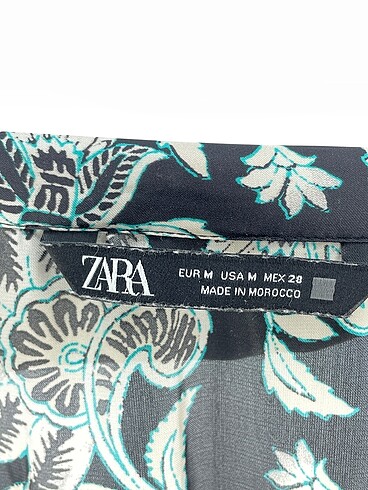 ZARA
EUR M USA M MEX 28
MADE IN MOROCCO